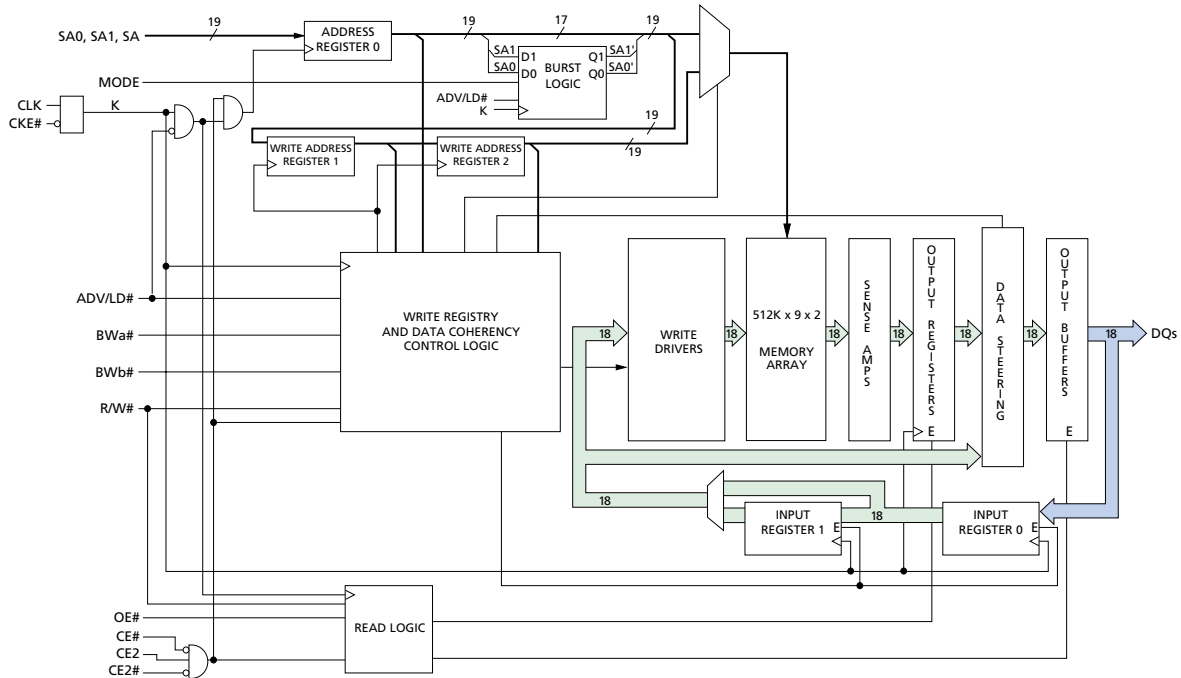 19
ADDRESS
REGISTER 0
19
17
19
SA0, SA1, SA
SA1
SA0
D1
D0
BURST
LOGIC
Q1
Q0
SA1'
SA0'
MODE
ADV/LD#
K
CLK
CKE#
K
19
19
WRITE ADDRESS
REGISTER 1
WRITE ADDRESS
REGISTER 2
ADV/LD#
BWa#
BWb#
R/W#
WRITE REGISTRY
AND DATA COHERENCY
CONTROL LOGIC
18
WRITE
DRIVERS
18
512K x 9 x 2
MEMORY
ARRAY
18
SENSE AMPS
18
OUTPUT REGISTERS
E
18
DATA STEERING
18
OUTPUT BUFFERS
E
18
DQs
18
INPUT
REGISTER 1
E
18
INPUT
REGISTER 0
E
OE#
CE#
CE2
CE2#
READ LOGIC